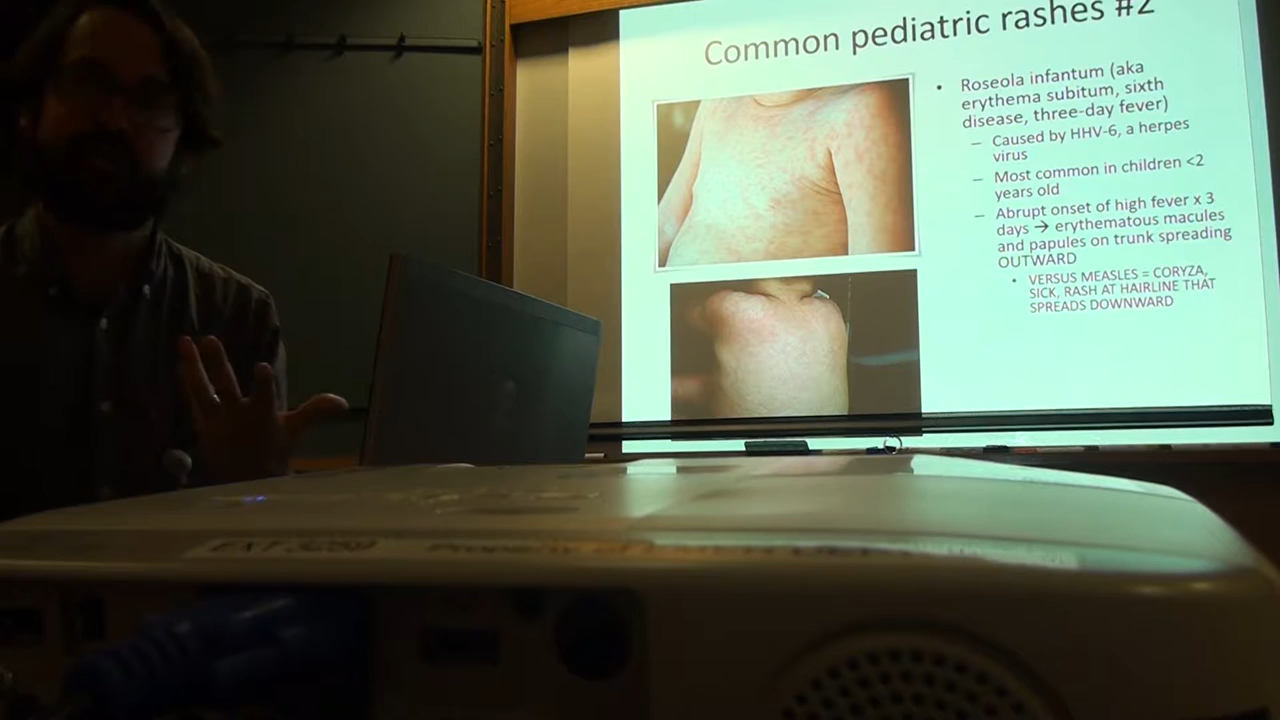 Common pediatric rashes #2
• Roseola infantum (aka
erythema subitum, sixth
disease, three-day fever)
– Caused by HHV-6, a herpes
virus
– Most common in children <2
years old
– Abrupt onset of high fever x 3
days → erythematous macules
and papules on trunk spreading
OUTWARD
• VERSUS MEASLES = CORYZA,
SICK, RASH AT HAIRLINE THAT
SPREADS DOWNWARD
Property of